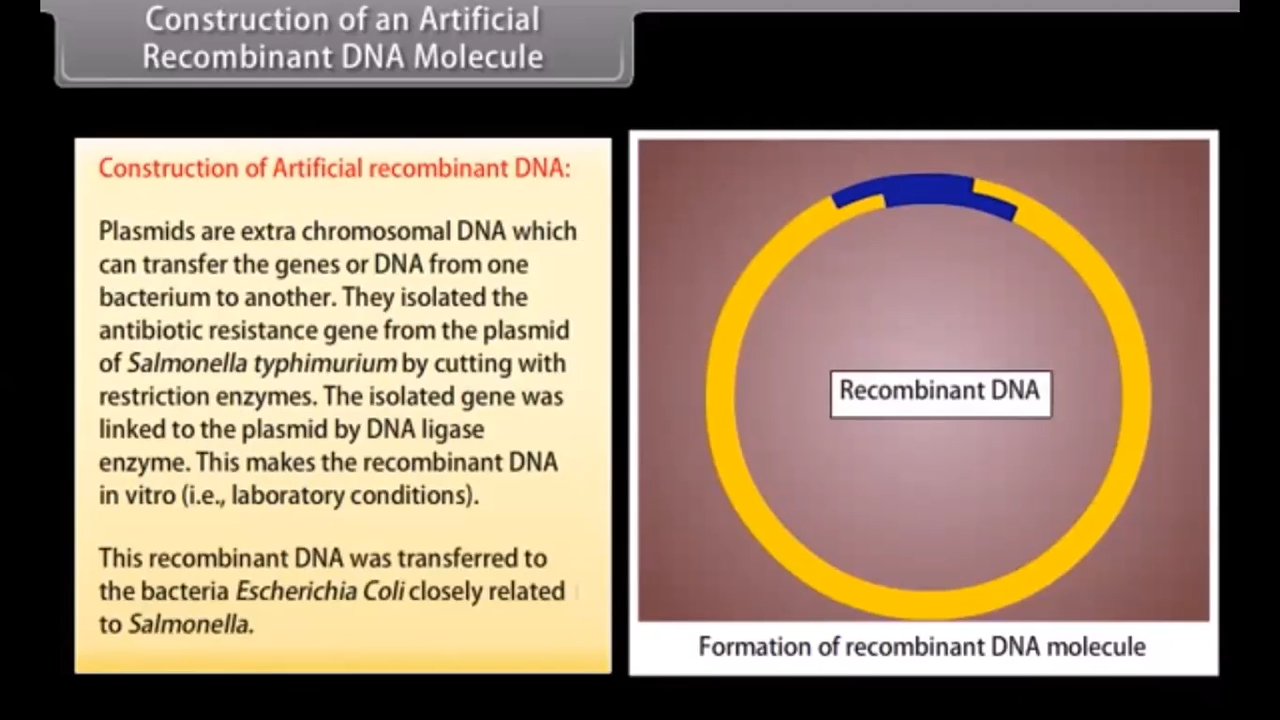 Construction of an Artificial
Recombinant DNA Molecule
Construction of Artificial recombinant DNA:
Plasmids are extra chromosomal DNA which
can transfer the genes or DNA from one
bacterium to another. They isolated the
antibiotic resistance gene from the plasmid
of Salmonella typhimurium by cutting with
restriction enzymes. The isolated gene was
linked to the plasmid by DNA ligase
enzyme. This makes the recombinant DNA
in vitro (i.e., laboratory conditions).
This recombinant DNA was transferred to
the bacteria Escherichia Coli closely related
to Salmonella.
Recombinant DNA
Formation of recombinant DNA molecule